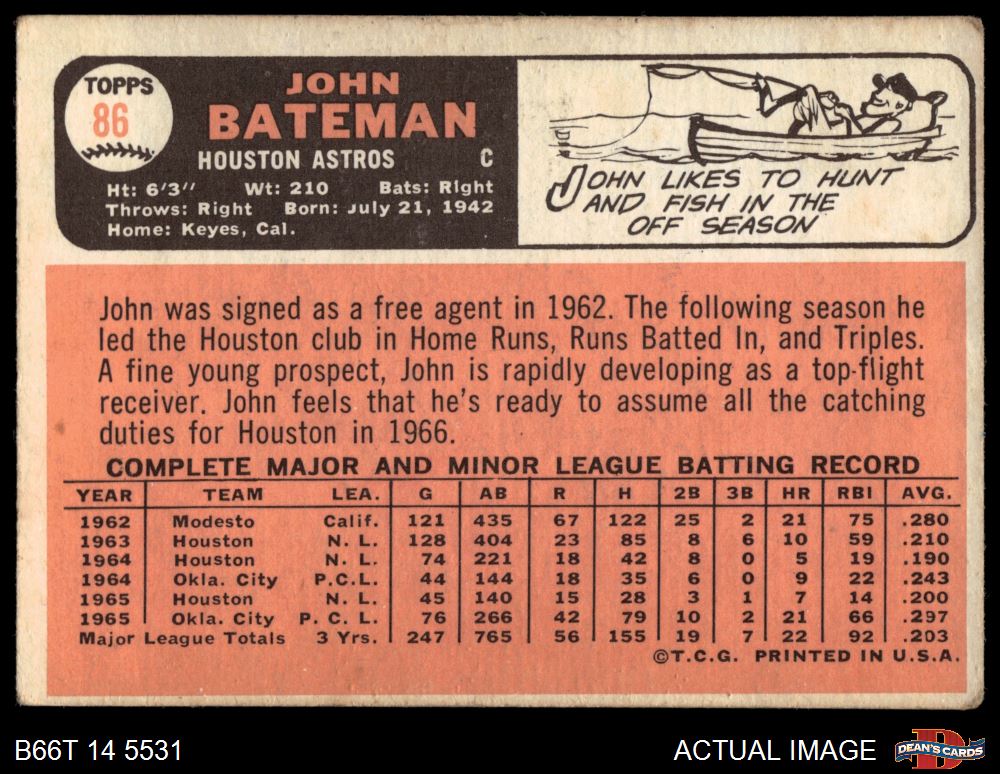 TOPPS
86
JOHN
BATEMAN
HOUSTON ASTROS C
Ht: 6'3" Wt: 210 Bats: Right
Throws: Right Born: July 21, 1942
Home: Keyes, Cal.
JOHN LIKES TO HUNT
AND FISH IN THE
OFF SEASON
John was signed as a free agent in 1962. The following season he
led the Houston club in Home Runs, Runs Batted In, and Triples.
A fine young prospect, John is rapidly developing as a top-flight
receiver. John feels that he's ready to assume all the catching
duties for Houston in 1966.
COMPLETE MAJOR AND MINOR LEAGUE BATTING RECORD
YEAR TEAM LEA. G AB R H 2B 3B HR RBI AVG.
1962 Modesto Calif. 121 435 67 122 25 2 21 75 .280
1963 Houston N. L. 128 404 23 85 8 6 10 59 .210
1964 Houston N. L. 74 221 18 42 8 0 5 19 .190
1964 Okla. City P.C.L. 44 144 18 35 6 0 9 22 .243
1965 Houston N. L. 45 140 15 28 3 1 7 14 .200
1965 Okla. City P. C. L. 76 266 42 79 10 2 21 66 .297
Major League Totals 3 Yrs. 247 765 56 155 19 7 22 92 .203
©T.C.G. PRINTED IN U.S.A.
B66T 14 5531
ACTUAL IMAGE
D
DEAN'S CARDS